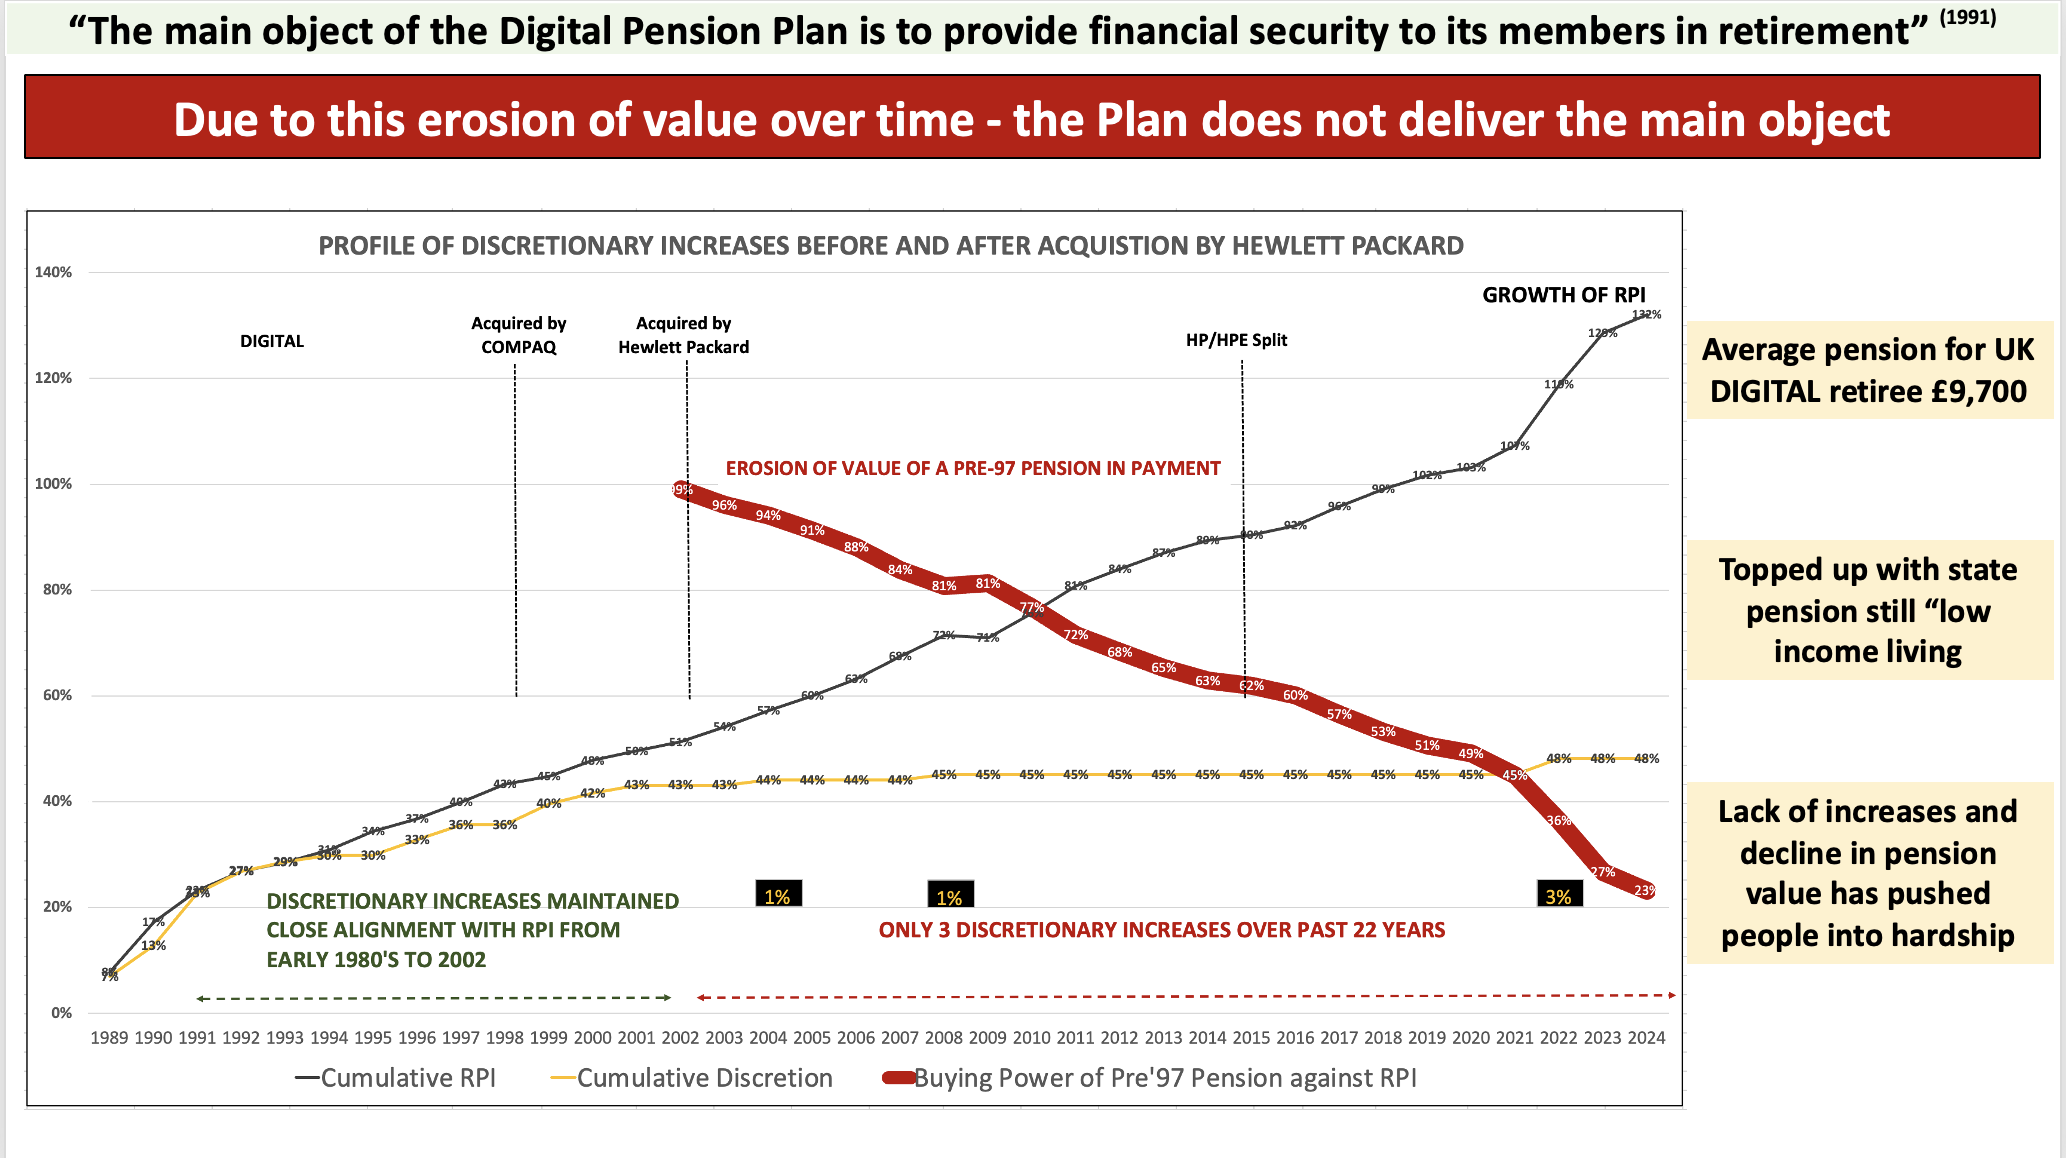 “The main object of the Digital Pension Plan is to provide financial security to its members in retirement” (1991)
Due to this erosion of value over time - the Plan does not deliver the main object
PROFILE OF DISCRETIONARY INCREASES BEFORE AND AFTER ACQUISTION BY HEWLETT PACKARD
140%
120%
100%
80%
60%
40%
20%
0%
GROWTH OF RPI
DIGITAL
Acquired by
COMPAQ
Acquired by
Hewlett Packard
HP/HPE Split
EROSION OF VALUE OF A PRE-97 PENSION IN PAYMENT
8% 17% 23% 27% 29% 31% 34% 37% 40% 43% 45% 48% 50% 51% 54% 57% 60% 63% 68% 72% 71% 81% 84% 87% 89% 90% 92% 96% 99% 102% 103% 107% 119% 129% 132%
99% 96% 94% 91% 88% 84% 81% 81% 77% 72% 68% 65% 63% 62% 60% 57% 53% 51% 49% 45% 36% 27% 23%
7% 13% 23% 27% 29% 30% 30% 33% 36% 36% 40% 42% 43% 43% 43% 44% 44% 44% 44% 45% 45% 45% 45% 45% 45% 45% 45% 45% 45% 45% 45% 45% 48% 48% 48%
1%
1%
3%
DISCRETIONARY INCREASES MAINTAINED
CLOSE ALIGNMENT WITH RPI FROM
EARLY 1980'S TO 2002
ONLY 3 DISCRETIONARY INCREASES OVER PAST 22 YEARS
1989 1990 1991 1992 1993 1994 1995 1996 1997 1998 1999 2000 2001 2002 2003 2004 2005 2006 2007 2008 2009 2010 2011 2012 2013 2014 2015 2016 2017 2018 2019 2020 2021 2022 2023 2024
Cumulative RPI
Cumulative Discretion
Buying Power of Pre'97 Pension against RPI
Average pension for UK
DIGITAL retiree £9,700
Topped up with state
pension still “low
income living
Lack of increases and
decline in pension
value has pushed
people into hardship